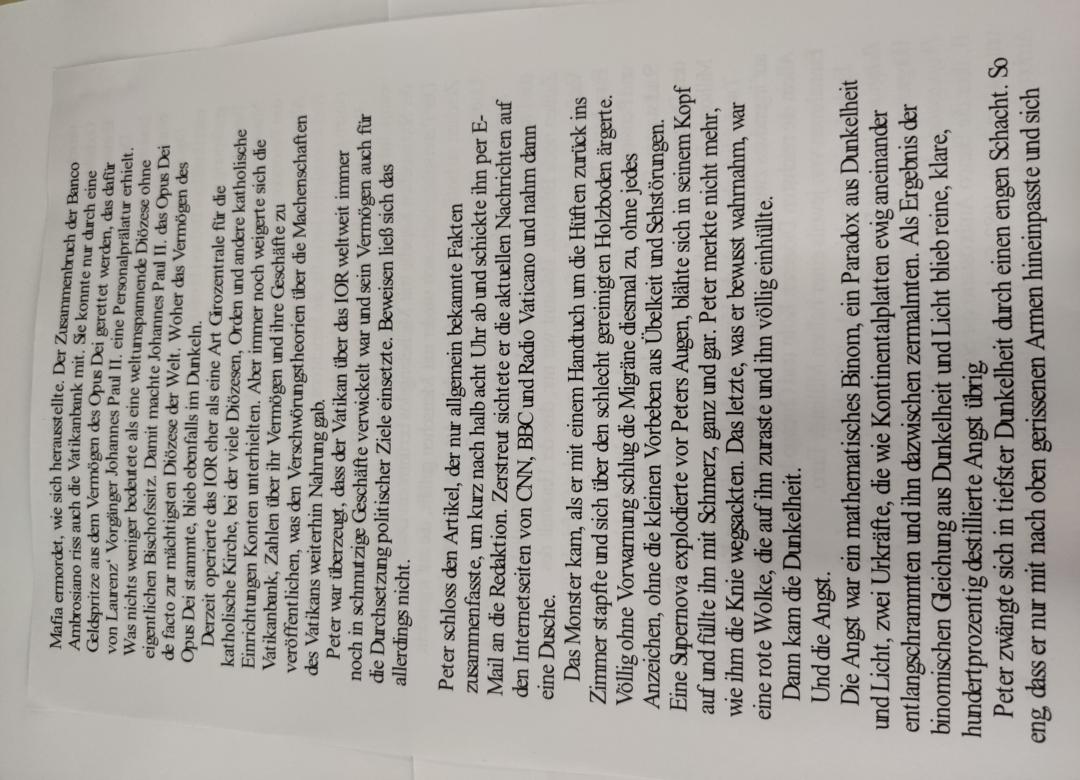 Mafia ermordet, wie sich herausstellte. Der Zusammenbruch der Banco
Ambrosiano riss auch die Vatikanbank mit. Sie konnte nur durch eine
Geldspritze aus dem Vermögen des Opus Dei gerettet werden, das dafür
von Laurenz' Vorgänger Johannes Paul II. eine Personalprälatur erhielt.
Was nichts weniger bedeutete als eine weltumspannende Diözese ohne
eigentlichen Bischofssitz. Damit machte Johannes Paul II. das Opus Dei
de facto zur mächtigsten Diözese der Welt. Woher das Vermögen des
Opus Dei stammte, blieb ebenfalls im Dunkeln.
Derzeit operierte das IOR eher als eine Art Girozentrale für die
katholische Kirche, bei der viele Diözesen, Orden und andere katholische
Einrichtungen Konten unterhielten. Aber immer noch weigerte sich die
Vatikanbank, Zahlen über ihr Vermögen und ihre Geschäfte zu
veröffentlichen, was den Verschwörungstheorien über die Machenschaften
des Vatikans weiterhin Nahrung gab.
Peter war überzeugt, dass der Vatikan über das IOR weltweit immer
noch in schmutzige Geschäfte verwickelt war und sein Vermögen auch für
die Durchsetzung politischer Ziele einsetzte. Beweisen ließ sich das
allerdings nicht.
Peter schloss den Artikel, der nur allgemein bekannte Fakten
zusammenfasste, um kurz nach halb acht Uhr ab und schickte ihn per E-
Mail an die Redaktion. Zerstreut sichtete er die aktuellen Nachrichten auf
den Internetseiten von CNN, BBC und Radio Vaticano und nahm dann
eine Dusche.
Das Monster kam, als er mit einem Handtuch um die Hüften zurück ins
Zimmer stapfte und sich über den schlecht gereinigten Holzboden ärgerte.
Völlig ohne Vorwarnung schlug die Migräne diesmal zu, ohne jedes
Anzeichen, ohne die kleinen Vorbeben aus Übelkeit und Sehstörungen.
Eine Supernova explodierte vor Peters Augen, blähte sich in seinem Kopf
auf und füllte ihn mit Schmerz, ganz und gar. Peter merkte nicht mehr,
wie ihm die Knie wegsackten. Das letzte, was er bewusst wahrnahm, war
eine rote Wolke, die auf ihn zuraste und ihn völlig einhüllte.
Dann kam die Dunkelheit.
Und die Angst.
Die Angst war ein mathematisches Binom, ein Paradox aus Dunkelheit
und Licht, zwei Urkräfte, die wie Kontinentalplatten ewig aneinander
entlangschrammten und ihn dazwischen zermalmten. Als Ergebnis der
binomischen Gleichung aus Dunkelheit und Licht blieb reine, klare,
hundertprozentig destillierte Angst übrig
Peter zwängte sich in tiefster Dunkelheit durch einen engen Schacht. So
eng, dass er nur mit nach oben gerissenen Armen hineinpasste und sich